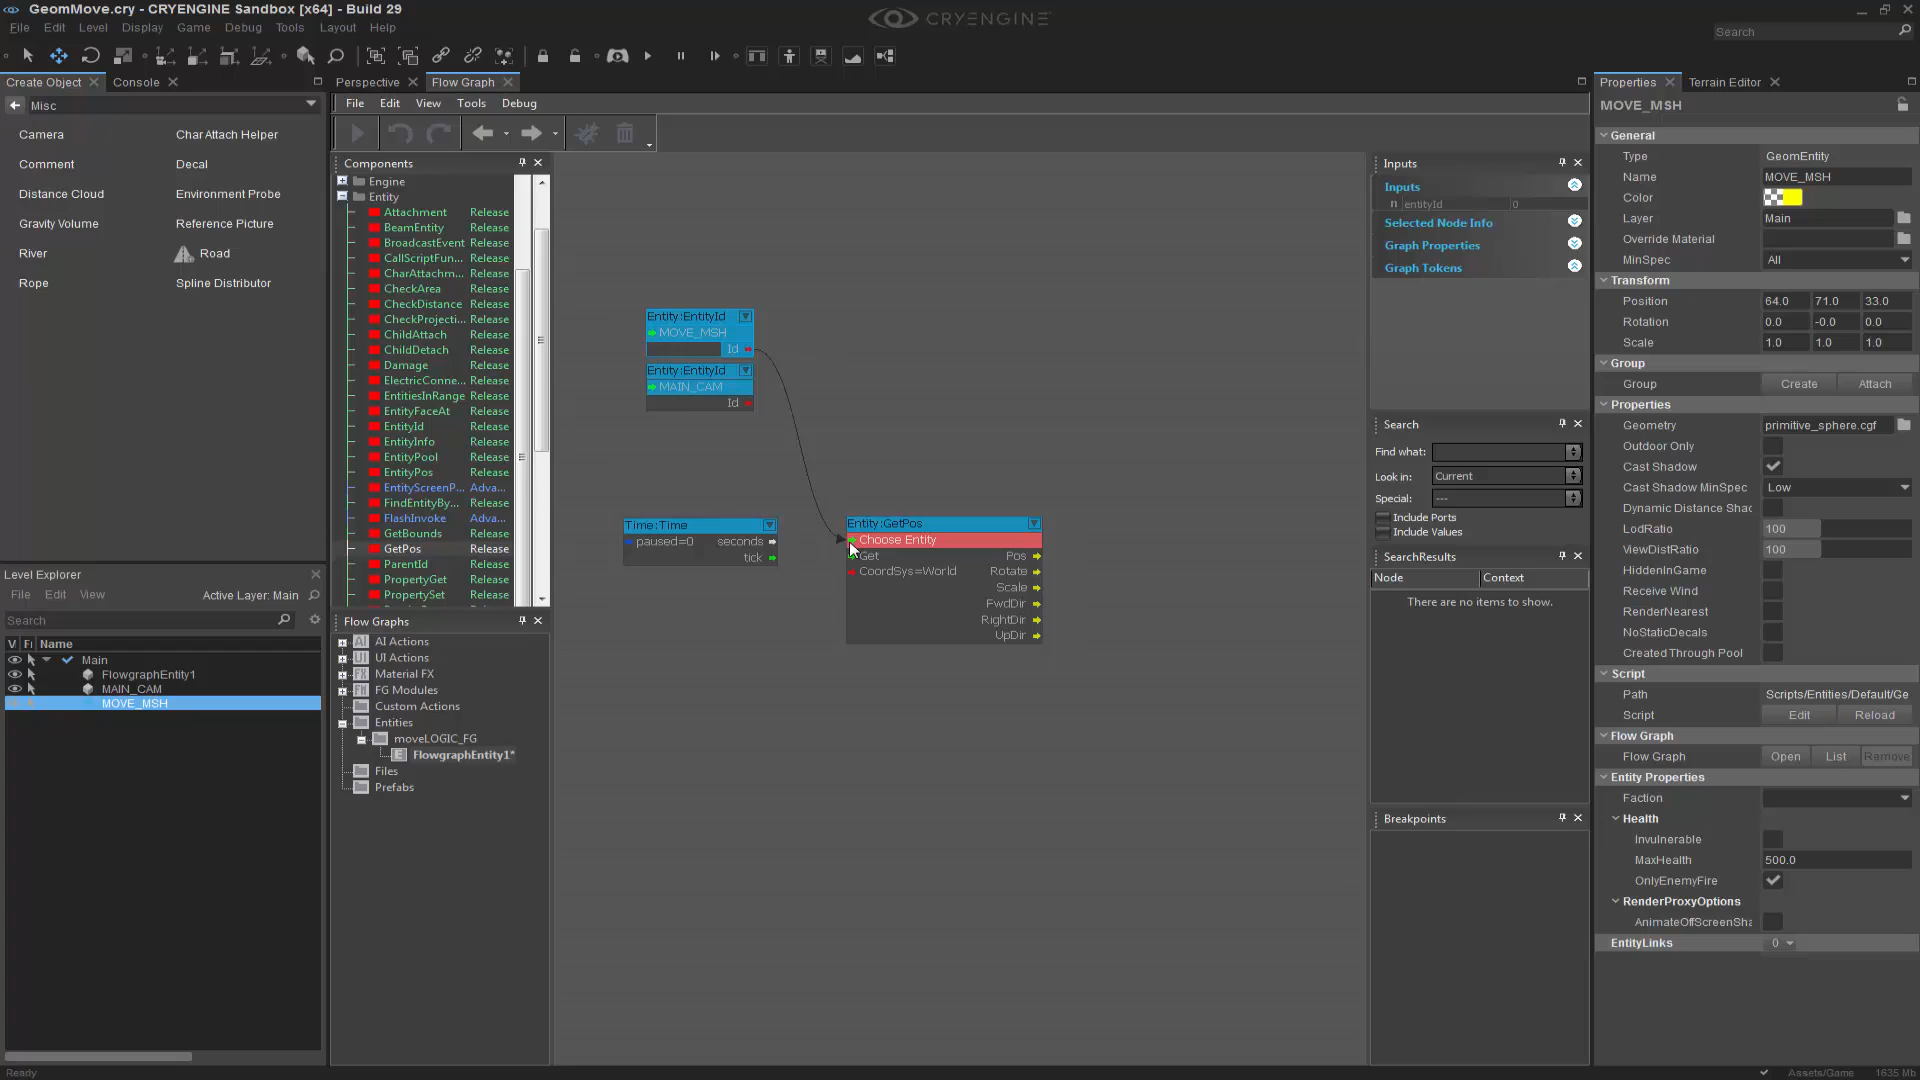 GeomMove.cry - CRYENGINE Sandbox [x64] - Build 29
CRYENGINE
File Edit Level Display Game Debug Tools Layout Help
Search
Create Object
Console
Misc
Camera
Char Attach Helper
Comment
Decal
Distance Cloud
Environment Probe
Gravity Volume
Reference Picture
River
Road
Rope
Spline Distributor
Level Explorer
File Edit View
Active Layer: Main
Search
V Fi Name
Main
FlowgraphEntity1
MAIN_CAM
MOVE_MSH
Ready
Perspective
Flow Graph
File Edit View Tools Debug
Components
Engine
Entity
Attachment Release
BeamEntity Release
BroadcastEvent Release
CallScriptFun... Release
CharAttachm... Release
CheckArea Release
CheckDistance Release
CheckProjecti... Release
ChildAttach Release
ChildDetach Release
Damage Release
ElectricConne... Release
EntitiesInRange Release
EntityFaceAt Release
EntityId Release
EntityInfo Release
EntityPool Release
EntityPos Release
EntityScreenP... Adva...
FindEntityBy... Release
FlashInvoke Adva...
GetBounds Release
GetPos Release
ParentId Release
PropertyGet Release
PropertySet Release
Flow Graphs
AI Actions
UI Actions
Material FX
FG Modules
Custom Actions
Entities
moveLOGIC_FG
FlowgraphEntity1*
Files
Prefabs
Entity:EntityId
MOVE_MSH
Id
Entity:EntityId
MAIN_CAM
Id
Time:Time
paused=0 seconds
tick
Entity:GetPos
Choose Entity
Get Pos
CoordSys=World Rotate
Scale
FwdDir
RightDir
UpDir
Inputs
Inputs
n entityId 0
Selected Node Info
Graph Properties
Graph Tokens
Search
Find what:
Look in: Current
Special: ---
Include Ports
Include Values
SearchResults
Node Context
There are no items to show.
Breakpoints
Properties
Terrain Editor
MOVE_MSH
General
Type GeomEntity
Name MOVE_MSH
Color
Layer Main
Override Material
MinSpec All
Transform
Position 64.0 71.0 33.0
Rotation 0.0 -0.0 0.0
Scale 1.0 1.0 1.0
Group
Group Create Attach
Properties
Geometry primitive_sphere.cgf
Outdoor Only
Cast Shadow
Cast Shadow MinSpec Low
Dynamic Distance Shac
LodRatio 100
ViewDistRatio 100
HiddenInGame
Receive Wind
RenderNearest
NoStaticDecals
Created Through Pool
Script
Path Scripts/Entities/Default/Ge
Script Edit Reload
Flow Graph
Flow Graph Open List Remove
Entity Properties
Faction
Health
Invulnerable
MaxHealth 500.0
OnlyEnemyFire
RenderProxyOptions
AnimateOffScreenSha
EntityLinks 0
Assets/Game 1635 Mb